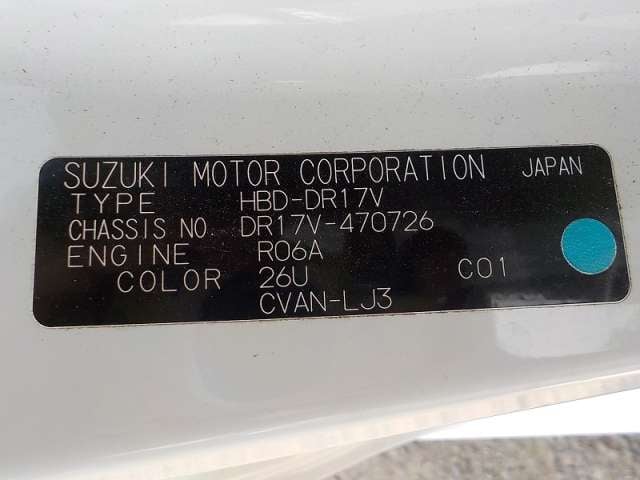 SUZUKI MOTOR CORPORATION JAPAN
TYPE HBD-DR17V
CHASSIS NO. DR17V-470726
ENGINE R06A
COLOR 26U C01
CVAN-LJ3